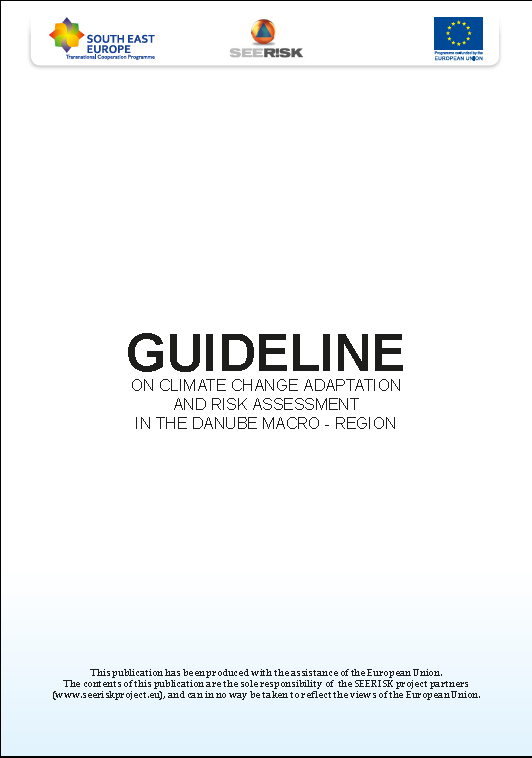 SOUTH EAST
EUROPE
Transnational Cooperation Programme
SEERISK
Programme co-funded by the
EUROPEAN UNION
GUIDELINE
ON CLIMATE CHANGE ADAPTATION
AND RISK ASSESSMENT
IN THE DANUBE MACRO - REGION
This publication has been produced with the assistance of the European Union.
The contents of this publication are the sole responsibility of the SEERISK project partners
(www.seeriskproject.eu), and can in no way be taken to reflect the views of the European Union.